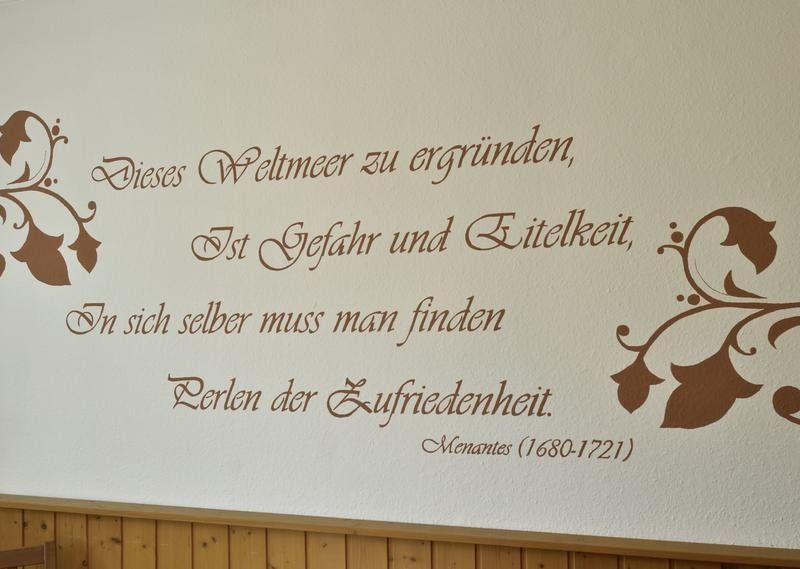 Dieses Weltmeer zu ergründen,
Ist Gefahr und Eitelkeit,
In sich selber muss man finden
Perlen der Zufriedenheit.
Menantes (1680-1721)